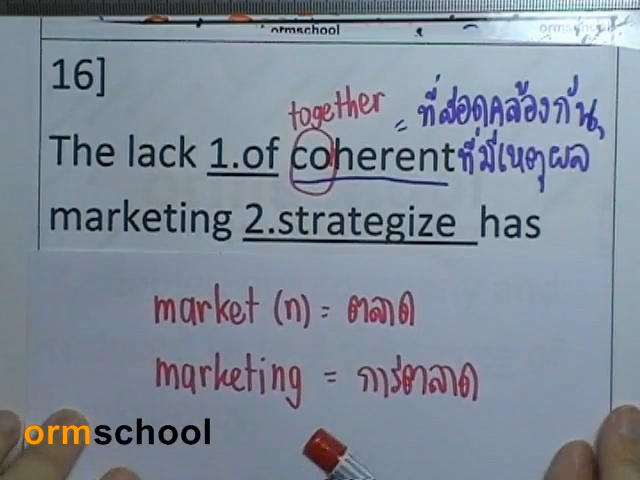 ormschool
16]
together = ที่สอดคล้องกัน,
The lack 1.of coherent ที่มีเหตุผล
marketing 2.strategize has
market (n) = ตลาด
marketing = การตลาด
ormschool